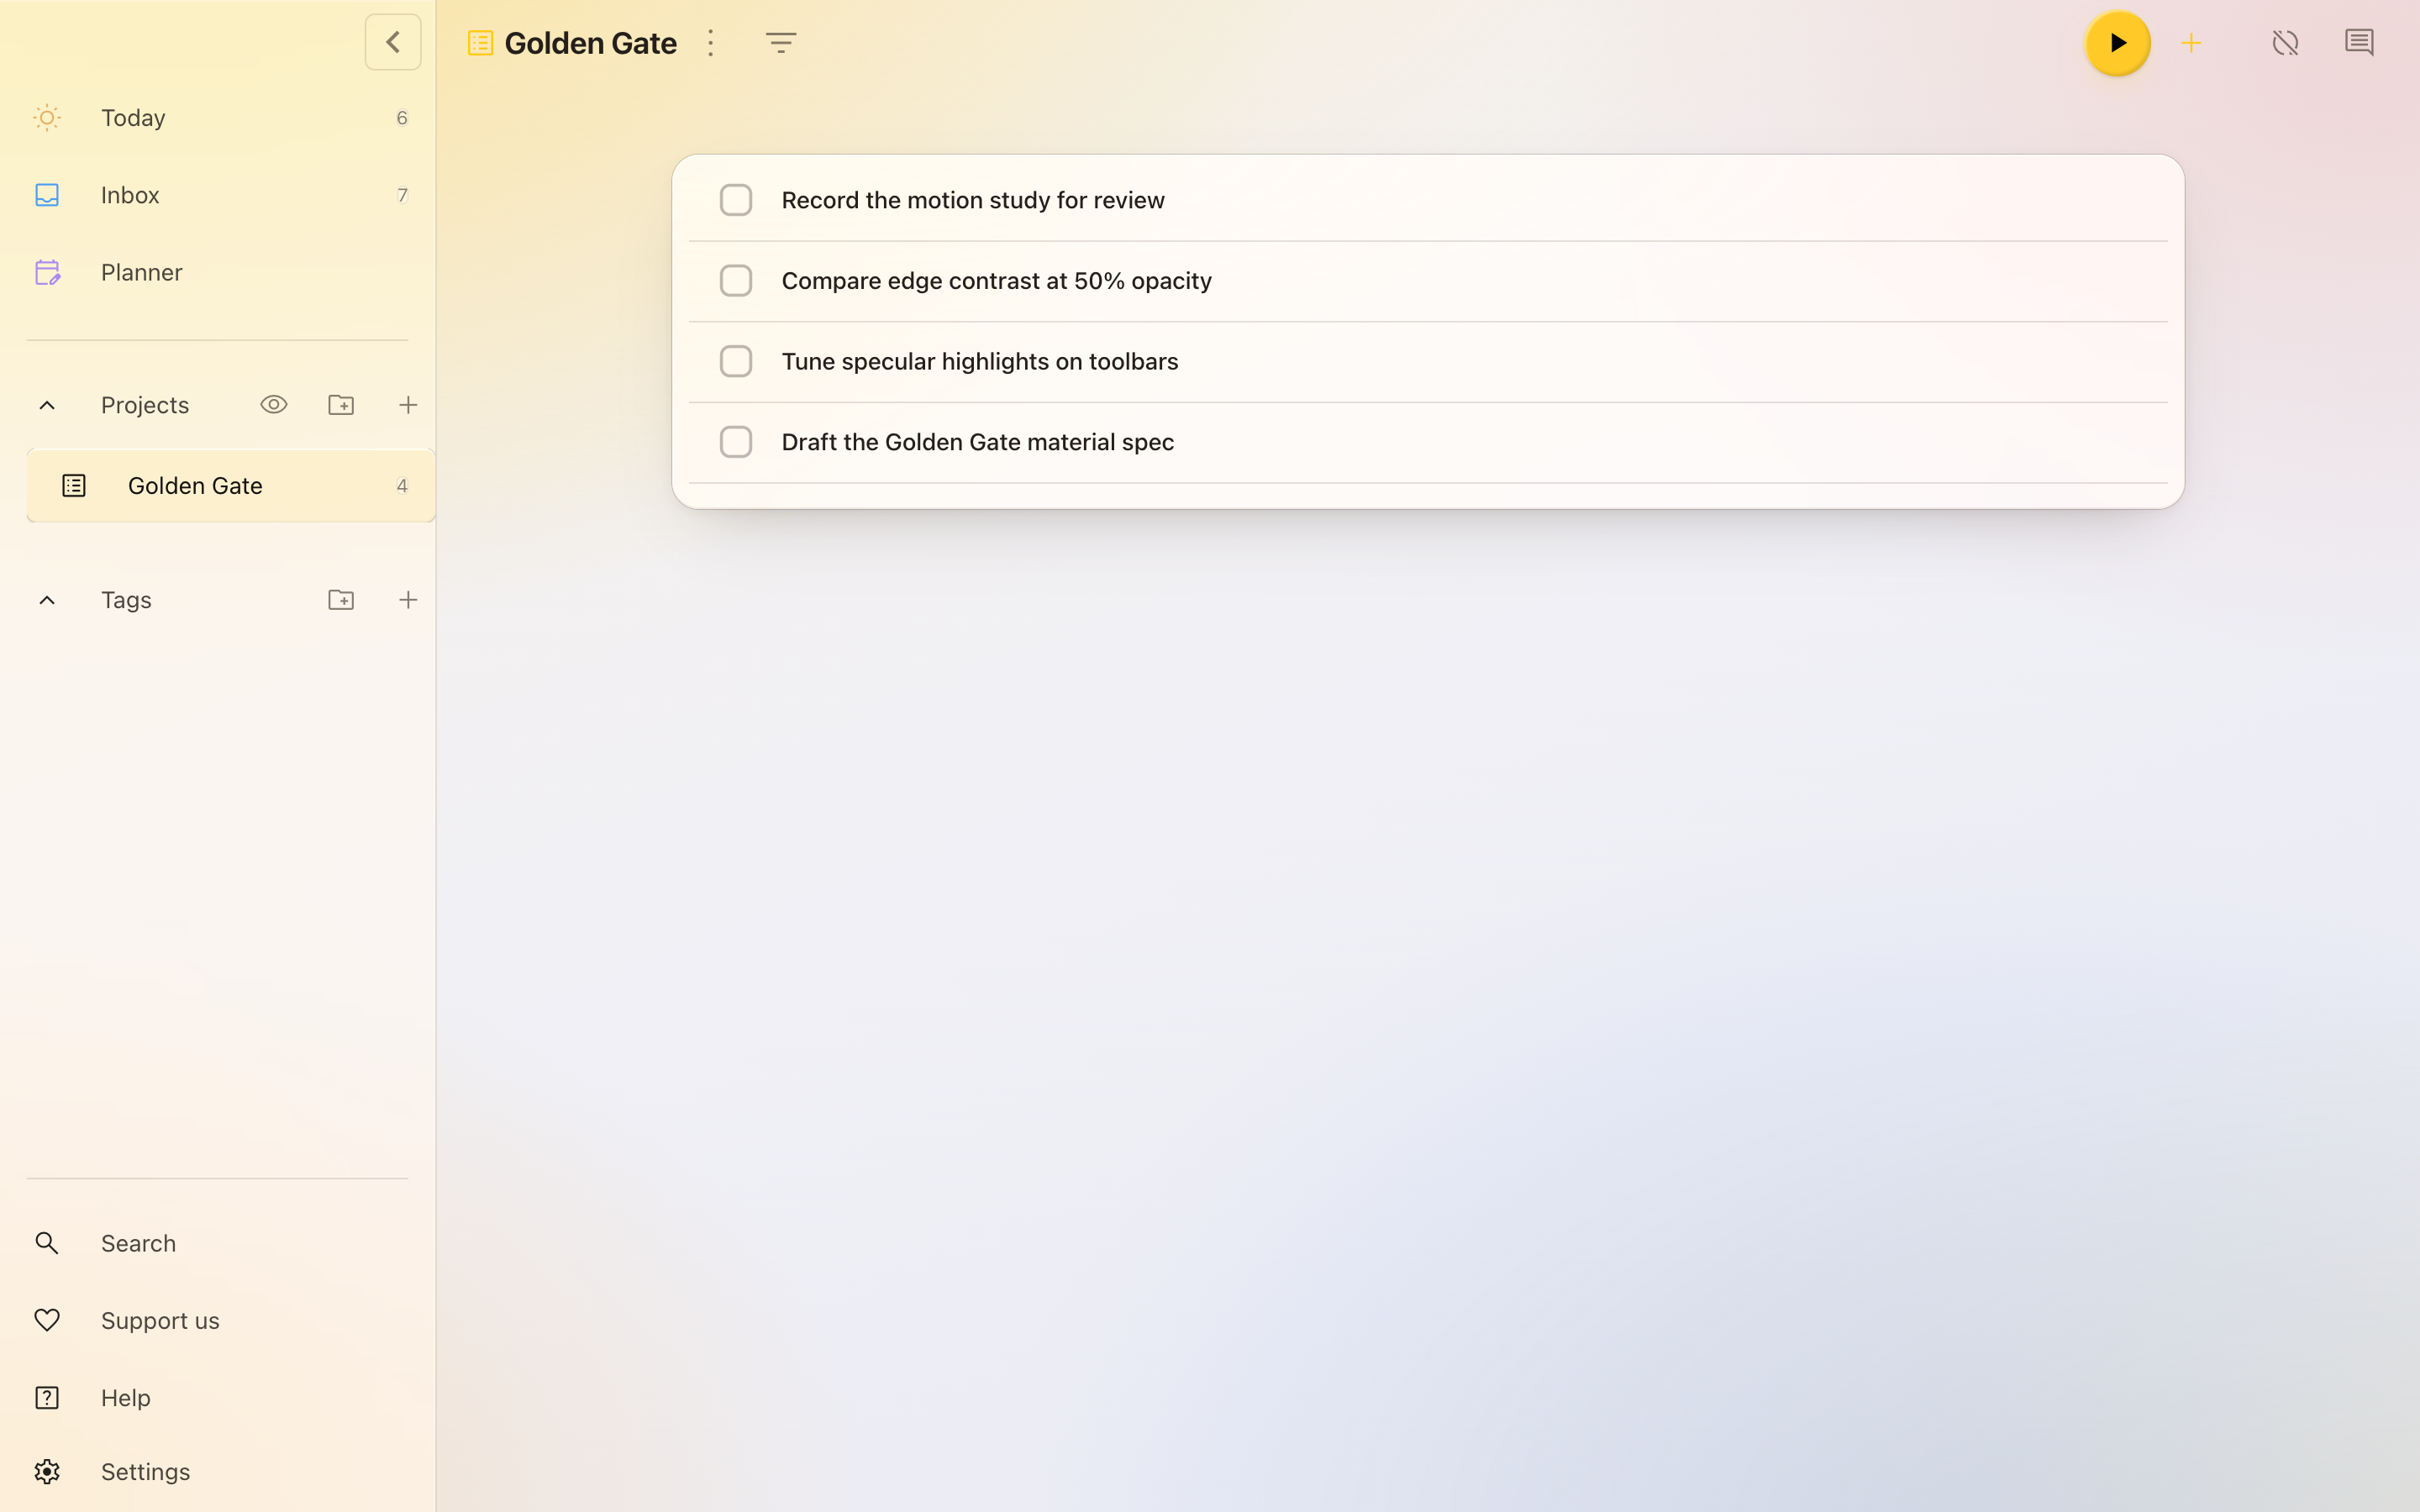 Golden Gate
Today 6
Inbox 7
Planner
Projects
Golden Gate 4
Tags
Record the motion study for review
Compare edge contrast at 50% opacity
Tune specular highlights on toolbars
Draft the Golden Gate material spec
Search
Support us
Help
Settings